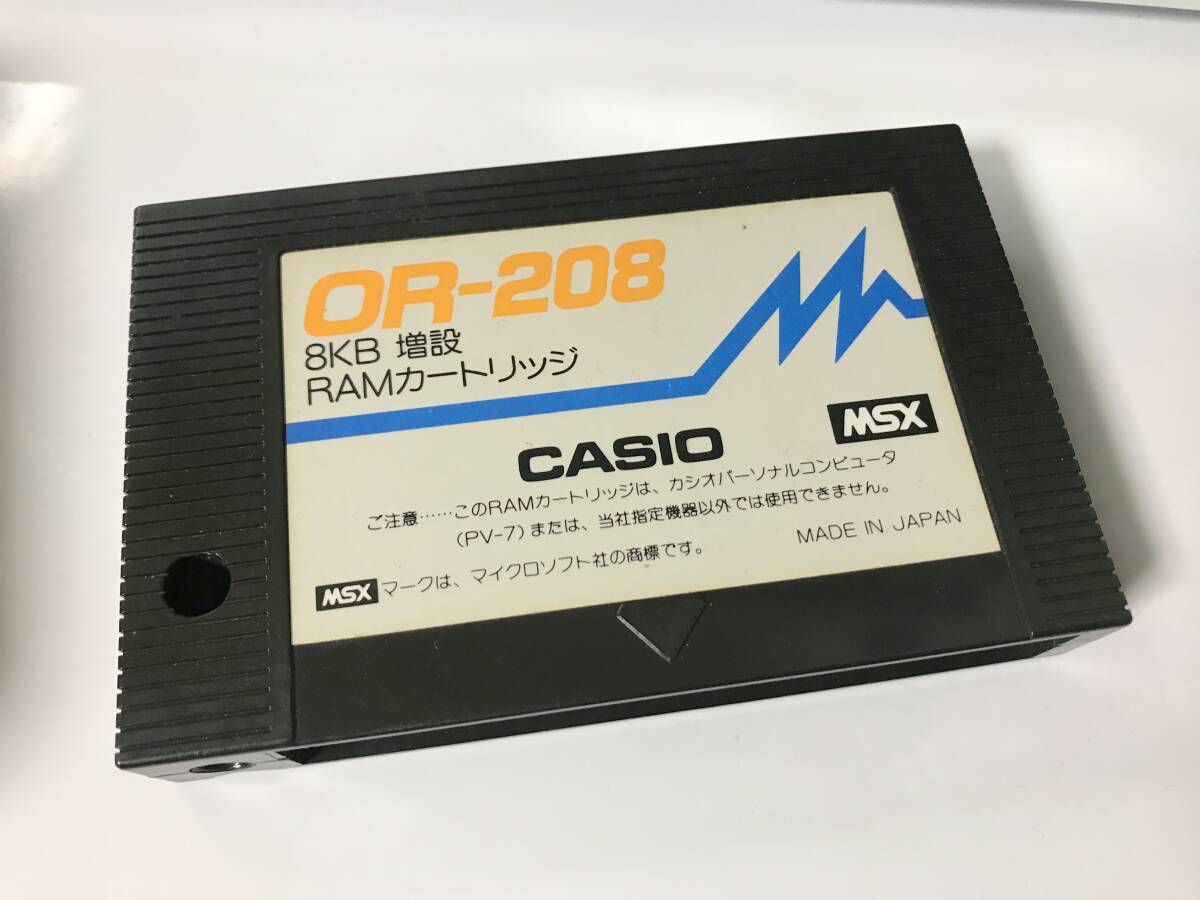 OR-208
8KB 増設
RAMカートリッジ
MSX
CASIO
ご注意……このRAMカートリッジは、カシオパーソナルコンピュータ
(PV-7)または、当社指定機器以外では使用できません。
MSX マークは、マイクロソフト社の商標です。
MADE IN JAPAN